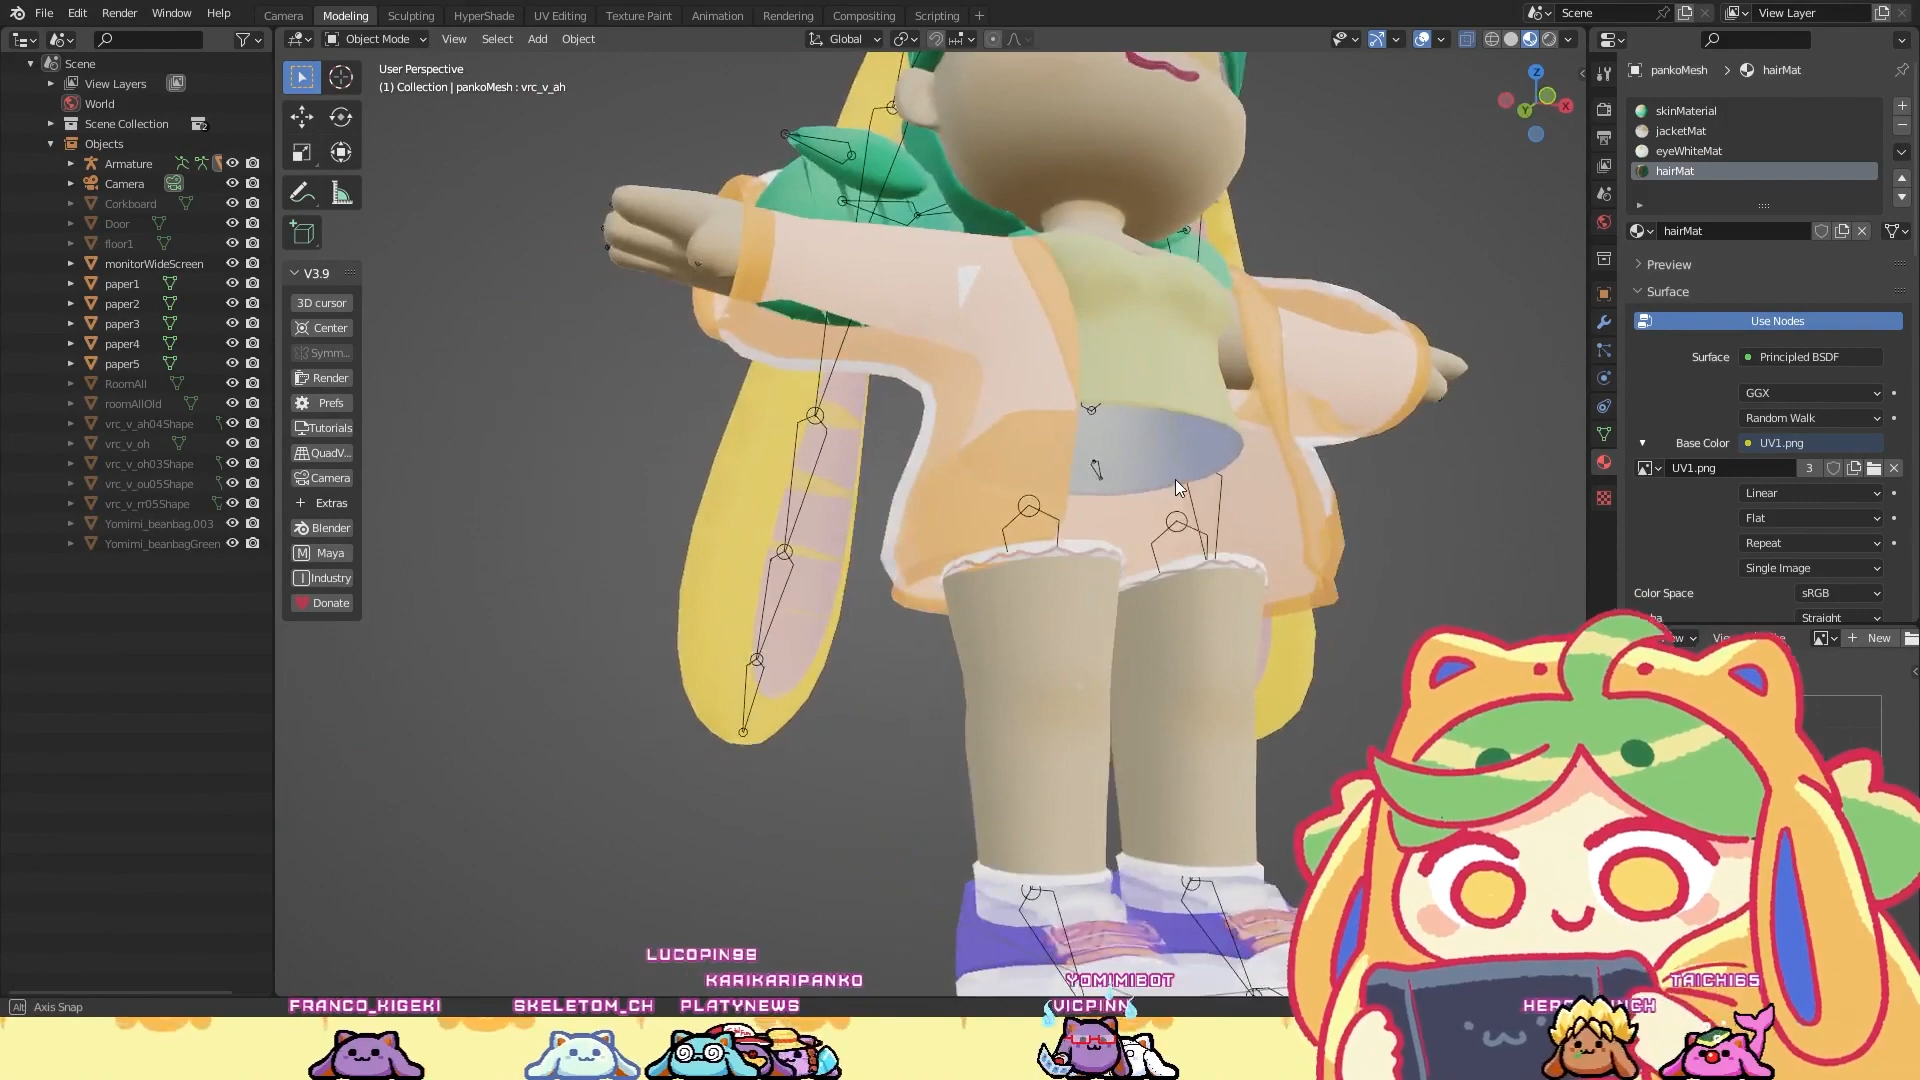 File Edit Render Window Help
Camera Modeling Sculpting HyperShade UV Editing Texture Paint Animation Rendering Compositing Scripting +
Scene
View Layer
Object Mode View Select Add Object
Global
User Perspective
(1) Collection | pankoMesh : vrc_v_ah
Scene
View Layers
World
Scene Collection
2
Objects
Armature
Camera
Corkboard
Door
floor1
monitorWideScreen
paper1
paper2
paper3
paper4
paper5
RoomAll
roomAllOld
vrc_v_ah04Shape
vrc_v_oh
vrc_v_oh03Shape
vrc_v_ou05Shape
vrc_v_rr05Shape
Yomimi_beanbag.003
Yomimi_beanbagGreen
V3.9
3D cursor
Center
Symm...
Render
Prefs
Tutorials
QuadV...
Camera
Extras
Blender
M Maya
Industry
Donate
Z
X
Y
pankoMesh > hairMat
skinMaterial
jacketMat
eyeWhiteMat
hairMat
hairMat
Preview
Surface
Use Nodes
Surface Principled BSDF
GGX
Random Walk
Base Color UV1.png
UV1.png 3
Linear
Flat
Repeat
Single Image
Color Space sRGB
Straight
New
Alt Axis Snap
LUCOPIN99
KARIKARIPANKO
YOMIMIBOT
TAICHI65
FRANCO_KIGEKI
SKELETOM_CH
PLATYNEWS
VICPINN